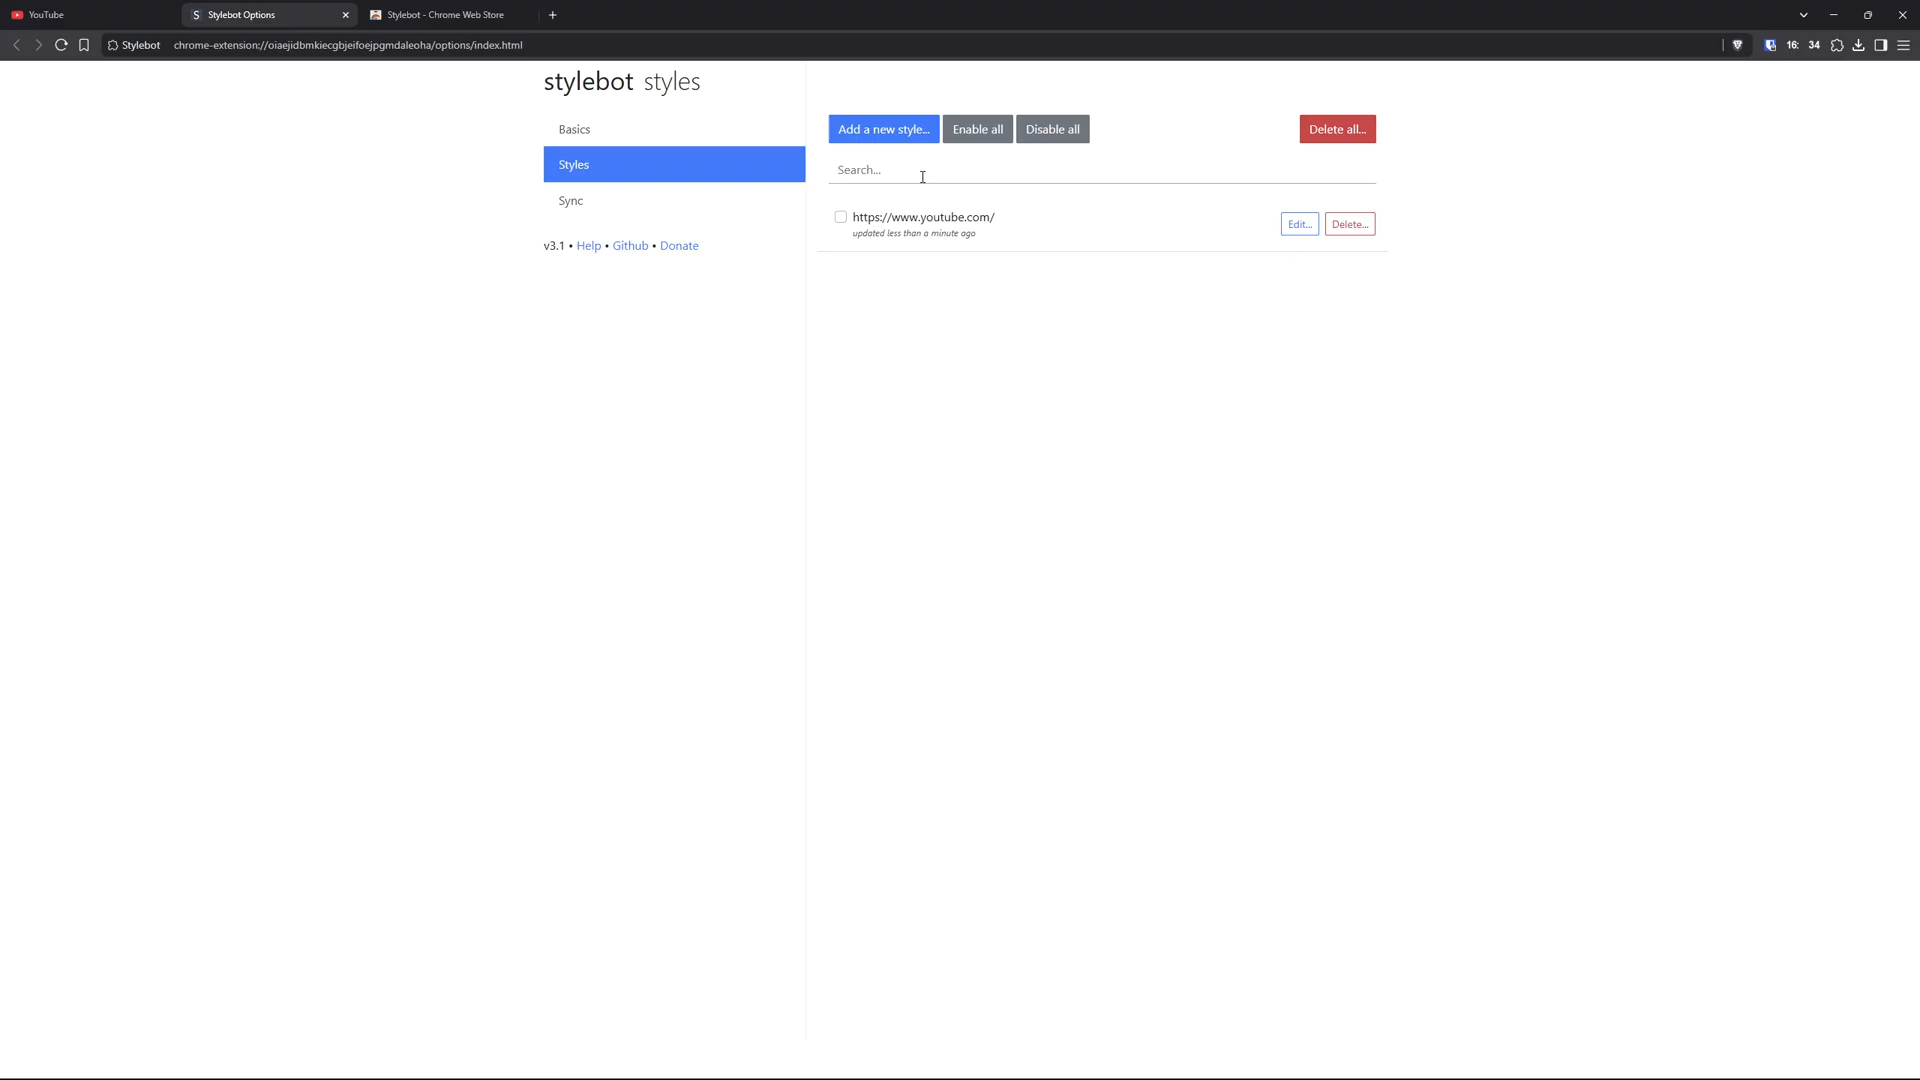 YouTube
S Stylebot Options
Stylebot - Chrome Web Store
Stylebot chrome-extension://oiaejidbmkiecgbjeifoejpgmdaleoha/options/index.html
16: 34
stylebot styles
Basics
Styles
Sync
v3.1 • Help • Github • Donate
Add a new style... Enable all Disable all Delete all...
Search...
https://www.youtube.com/
updated less than a minute ago
Edit... Delete...